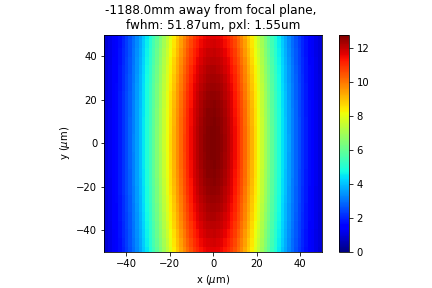 -1188.0mm away from focal plane,
fwhm: 51.87um, pxl: 1.55um
40
20
0
−20
−40
y (μm)
−40 −20 0 20 40
x (μm)
12
10
8
6
4
2
0